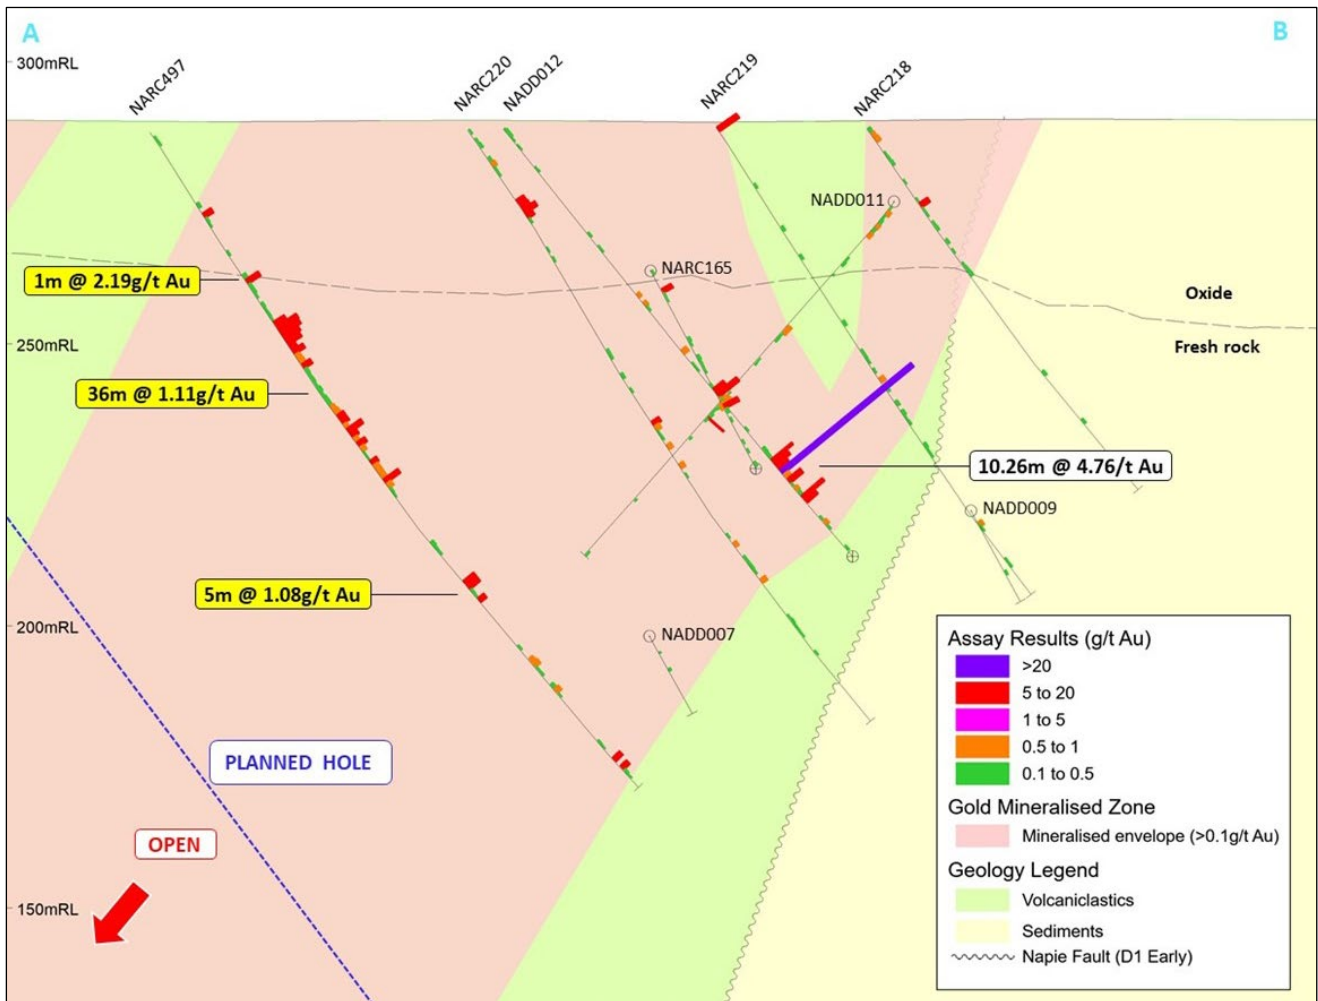 A
B
300mRL
NARC497
NARC220
NADD012
NARC219
NARC218
NADD011
NARC165
1m @ 2.19g/t Au
Oxide
250mRL
Fresh rock
36m @ 1.11g/t Au
10.26m @ 4.76/t Au
NADD009
5m @ 1.08g/t Au
200mRL
NADD007
PLANNED HOLE
OPEN
150mRL
Assay Results (g/t Au)
>20
5 to 20
1 to 5
0.5 to 1
0.1 to 0.5
Gold Mineralised Zone
Mineralised envelope (>0.1g/t Au)
Geology Legend
Volcaniclastics
Sediments
Napie Fault (D1 Early)